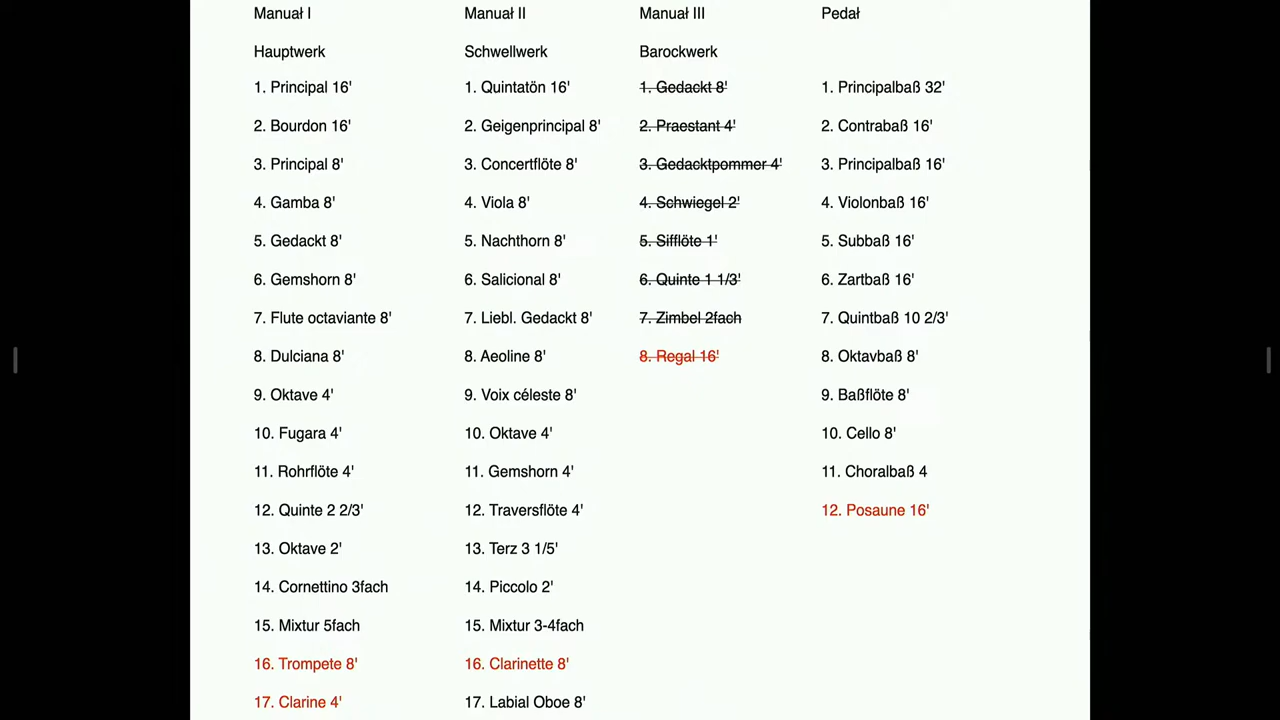 Manuał I
Hauptwerk
1. Principal 16'
2. Bourdon 16'
3. Principal 8'
4. Gamba 8'
5. Gedackt 8'
6. Gemshorn 8'
7. Flute octaviante 8'
8. Dulciana 8'
9. Oktave 4'
10. Fugara 4'
11. Rohrflöte 4'
12. Quinte 2 2/3'
13. Oktave 2'
14. Cornettino 3fach
15. Mixtur 5fach
16. Trompete 8'
17. Clarine 4'
Manuał II
Schwellwerk
1. Quintatön 16'
2. Geigenprincipal 8'
3. Concertflöte 8'
4. Viola 8'
5. Nachthorn 8'
6. Salicional 8'
7. Liebl. Gedackt 8'
8. Aeoline 8'
9. Voix céleste 8'
10. Oktave 4'
11. Gemshorn 4'
12. Traversflöte 4'
13. Terz 3 1/5'
14. Piccolo 2'
15. Mixtur 3-4fach
16. Clarinette 8'
17. Labial Oboe 8'
Manuał III
Barockwerk
1. Gedackt 8'
2. Praestant 4'
3. Gedacktpommer 4'
4. Schwiegel 2'
5. Sifflöte 1'
6. Quinte 1 1/3'
7. Zimbel 2fach
8. Regal 16'
Pedał
1. Principalbaß 32'
2. Contrabaß 16'
3. Principalbaß 16'
4. Violonbaß 16'
5. Subbaß 16'
6. Zartbaß 16'
7. Quintbaß 10 2/3'
8. Oktavbaß 8'
9. Baßflöte 8'
10. Cello 8'
11. Choralbaß 4
12. Posaune 16'